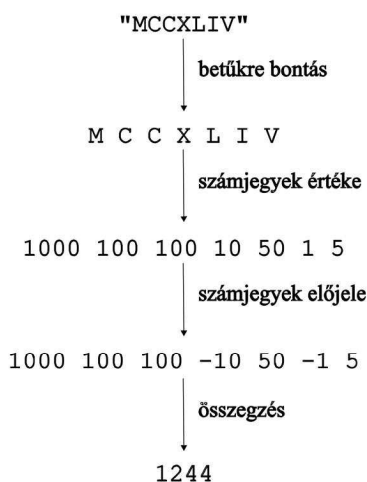 "MCCXLIV"
betűkre bontás
M C C X L I V
számjegyek értéke
1000 100 100 10 50 1 5
számjegyek előjele
1000 100 100 -10 50 -1 5
összegzés
1244